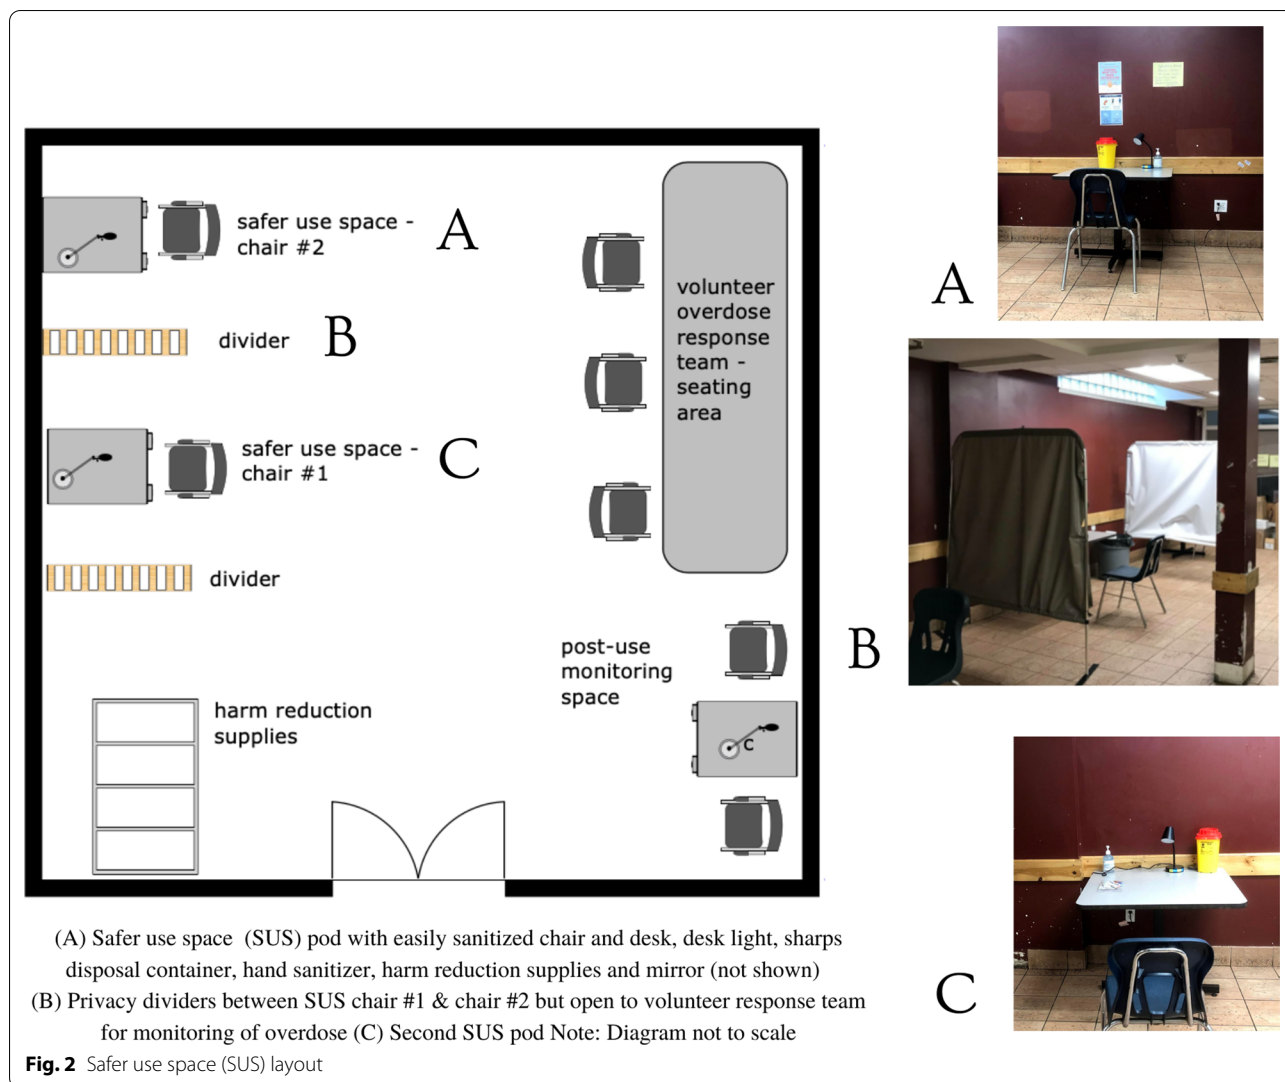 safer use space -
chair #2
A
divider
B
safer use space -
chair #1
C
divider
harm reduction
supplies
volunteer
overdose
response
team -
seating
area
post-use
monitoring
space
c
A
B
C
(A) Safer use space (SUS) pod with easily sanitized chair and desk, desk light, sharps
disposal container, hand sanitizer, harm reduction supplies and mirror (not shown)
(B) Privacy dividers between SUS chair #1 & chair #2 but open to volunteer response team
for monitoring of overdose (C) Second SUS pod Note: Diagram not to scale
Fig. 2 Safer use space (SUS) layout